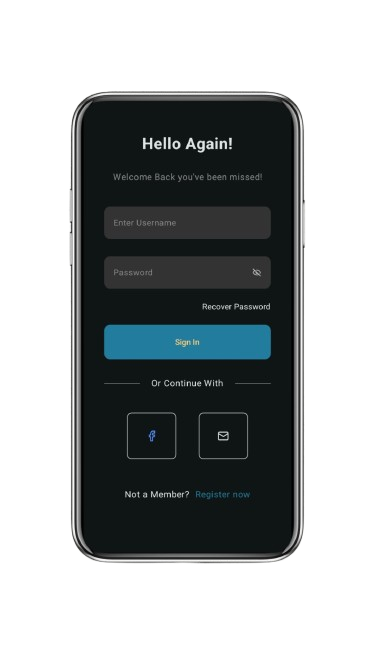 Hello Again!
Welcome Back you've been missed!
Enter Username
Password
Recover Password
Sign In
Or Continue With
Not a Member? Register now